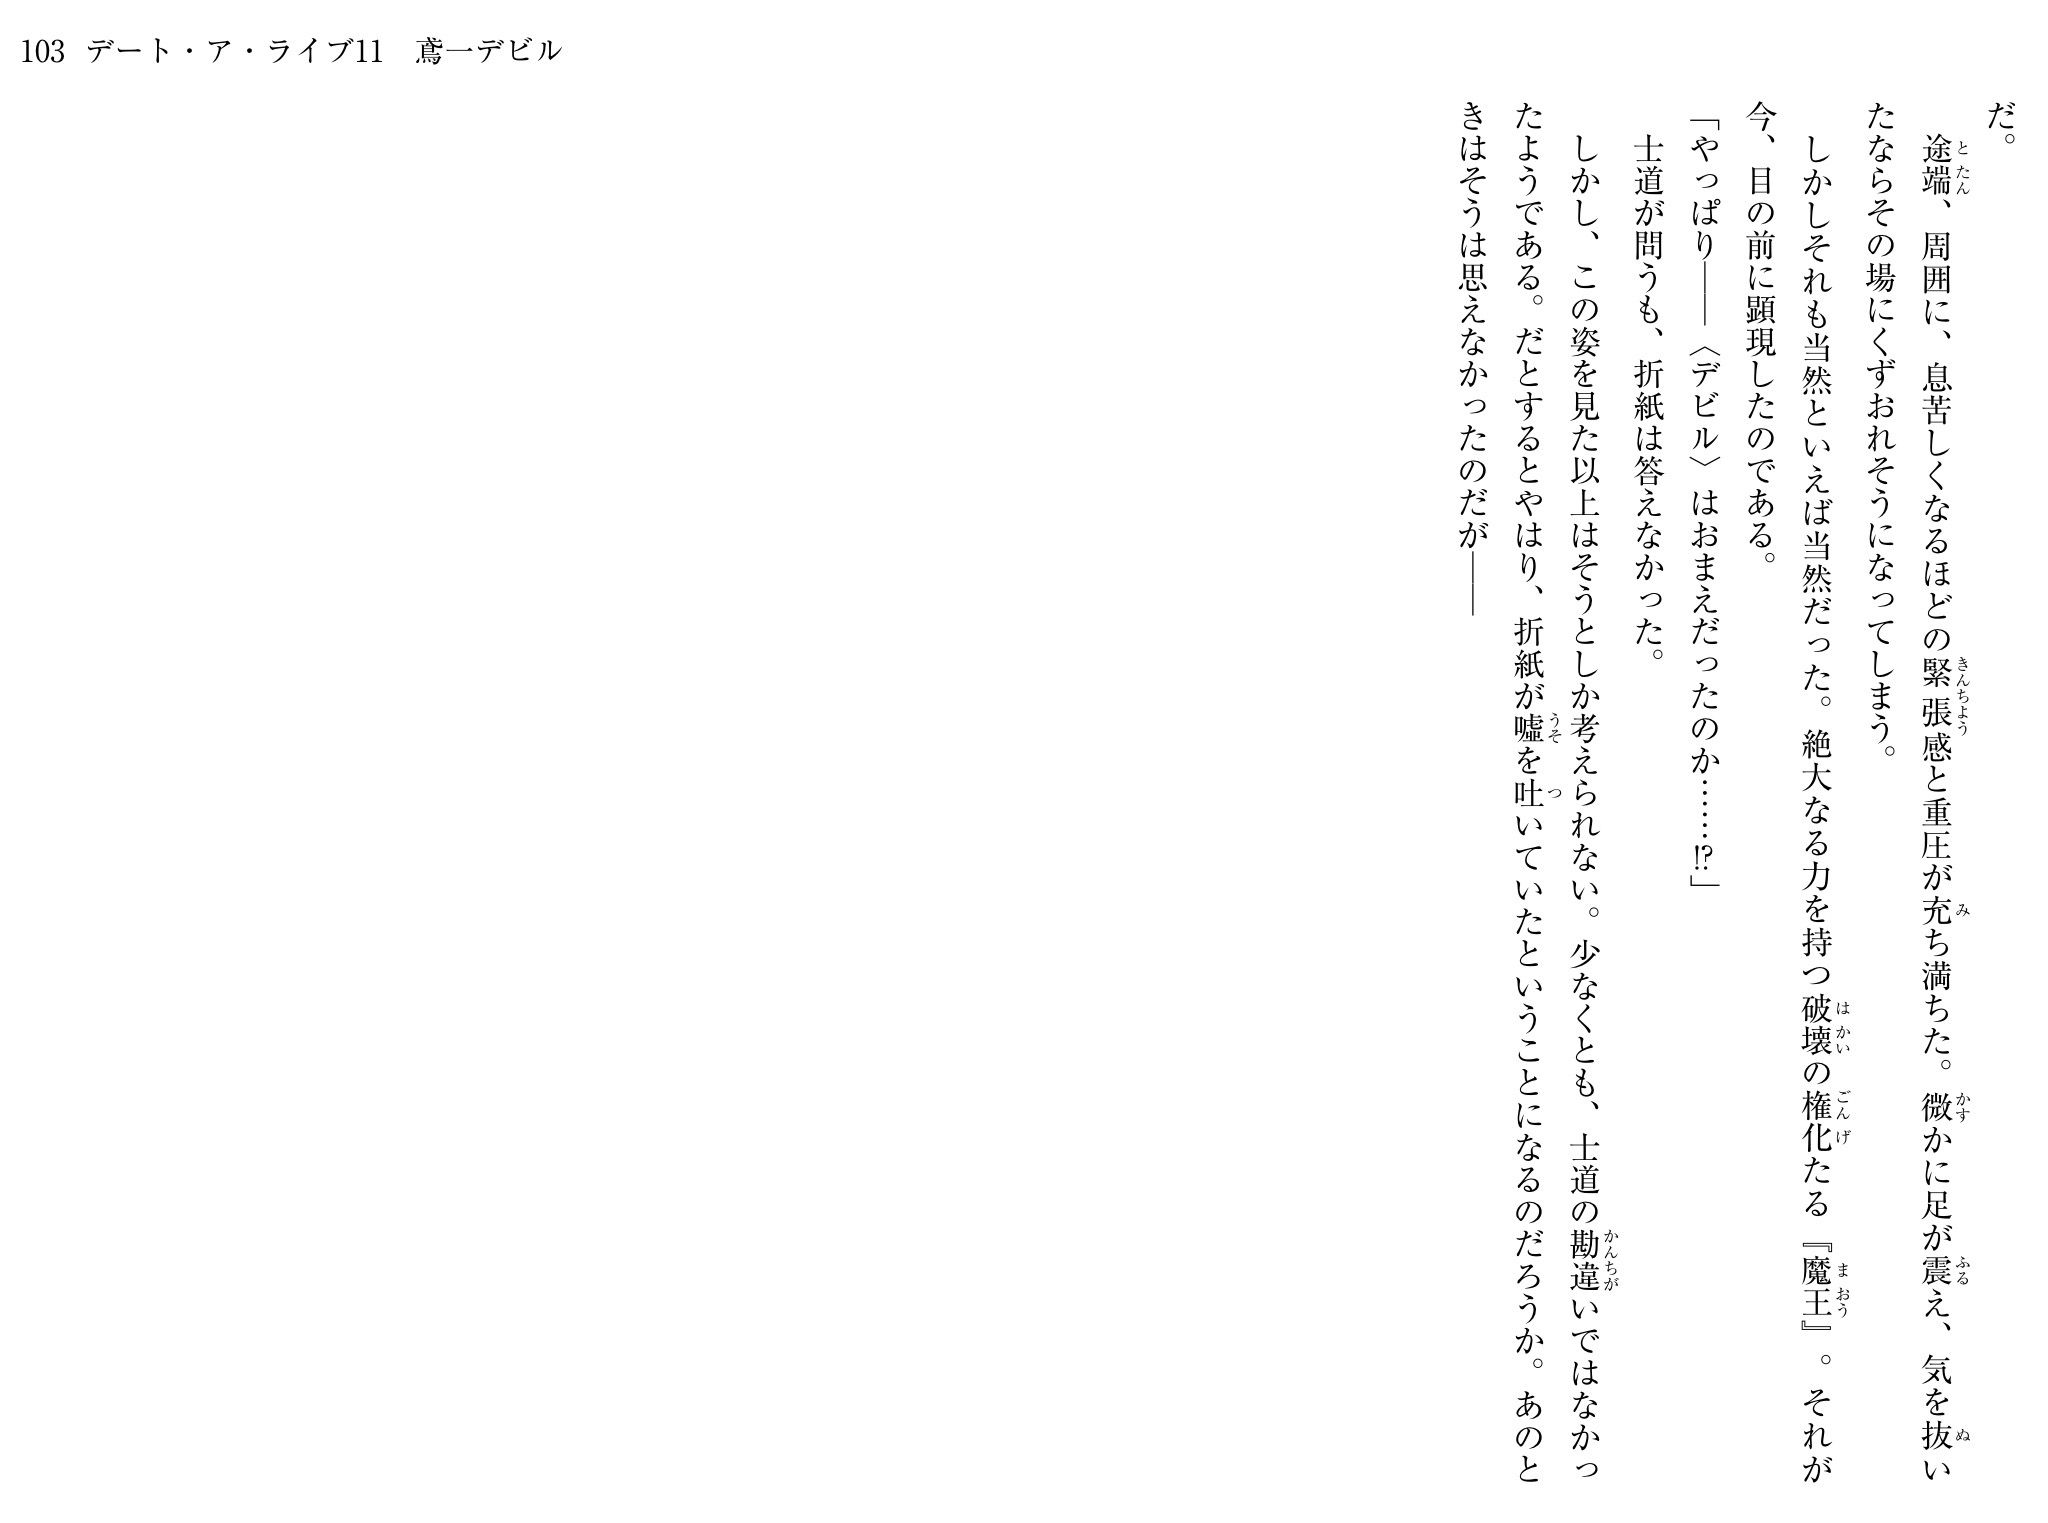 103 デート・ア・ライブ11　鳶一デビル
だ。
　途端、周囲に、息苦しくなるほどの緊張感と重圧が充ち満ちた。微かに足が震え、気を抜い
たならその場にくずおれそうになってしまう。
　しかしそれも当然といえば当然だった。絶大なる力を持つ破壊の権化たる『魔王』。それが
今、目の前に顕現したのである。
「やっぱり――〈デビル〉はおまえだったのか……!?」
　士道が問うも、折紙は答えなかった。
　しかし、この姿を見た以上はそうとしか考えられない。少なくとも、士道の勘違いではなかっ
たようである。だとするとやはり、折紙が嘘を吐いていたということになるのだろうか。あのと
きはそうは思えなかったのだが――